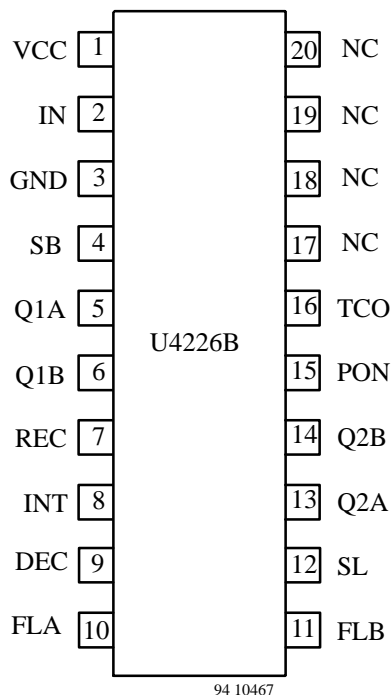 VCC 1 20 NC
IN 2 19 NC
GND 3 18 NC
SB 4 17 NC
Q1A 5 16 TCO
U4226B
Q1B 6 15 PON
REC 7 14 Q2B
INT 8 13 Q2A
DEC 9 12 SL
FLA 10 11 FLB
94 10467